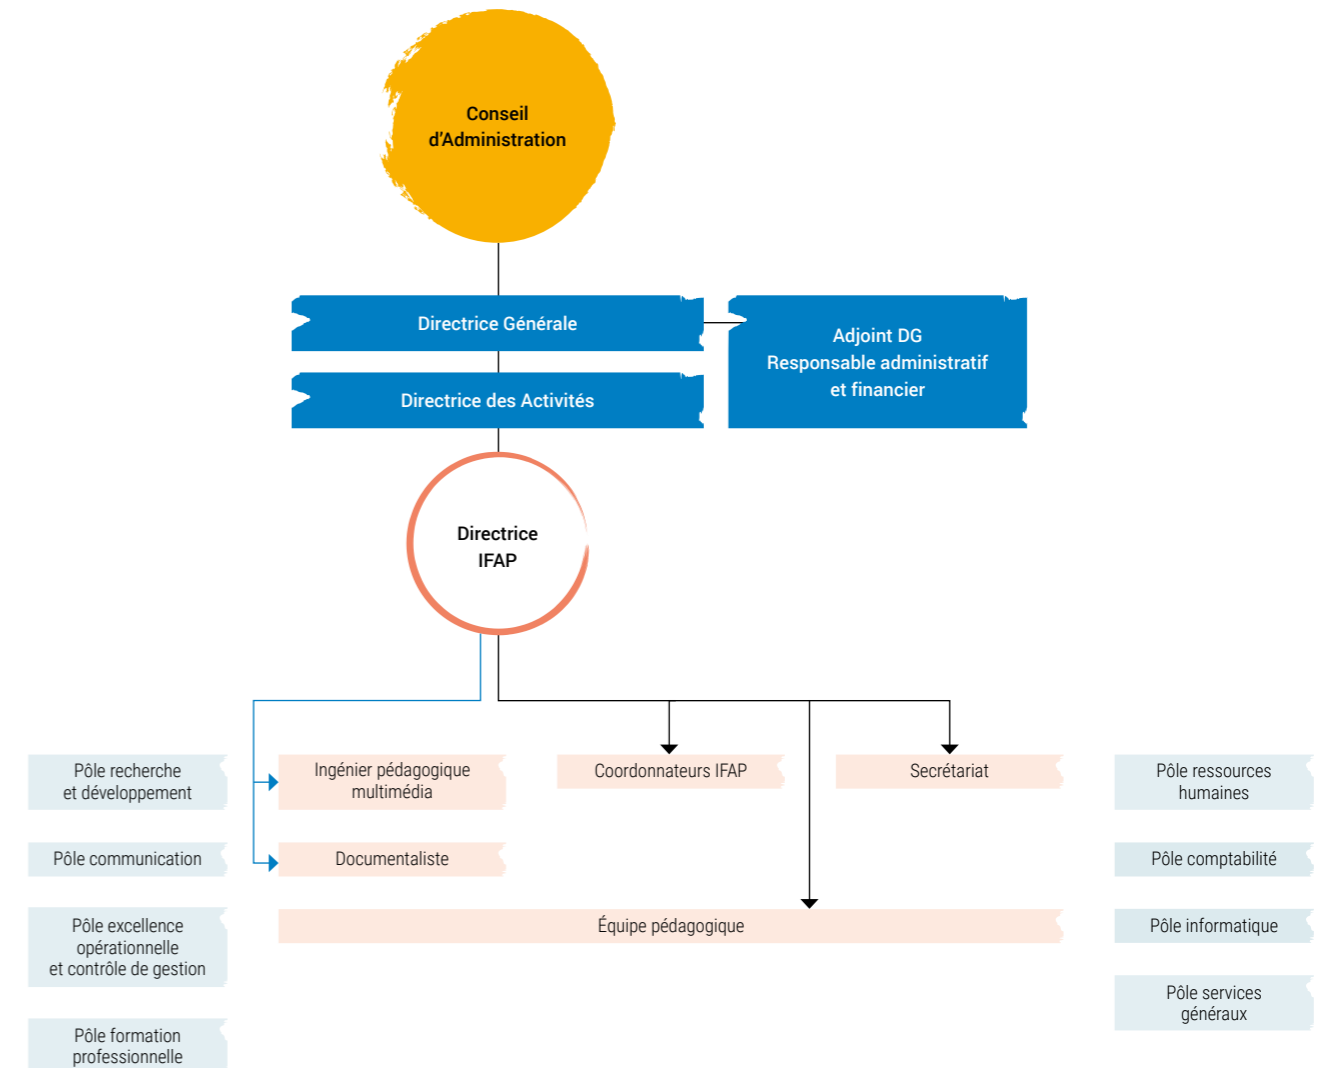 Conseil
d'Administration
Directrice Générale
Adjoint DG
Responsable administratif
et financier
Directrice des Activités
Directrice
IFAP
Pôle recherche
et développement
Ingénier pédagogique
multimédia
Coordonnateurs IFAP
Secrétariat
Pôle ressources
humaines
Pôle communication
Documentaliste
Pôle comptabilité
Pôle excellence
opérationnelle
et contrôle de gestion
Équipe pédagogique
Pôle informatique
Pôle services
généraux
Pôle formation
professionnelle